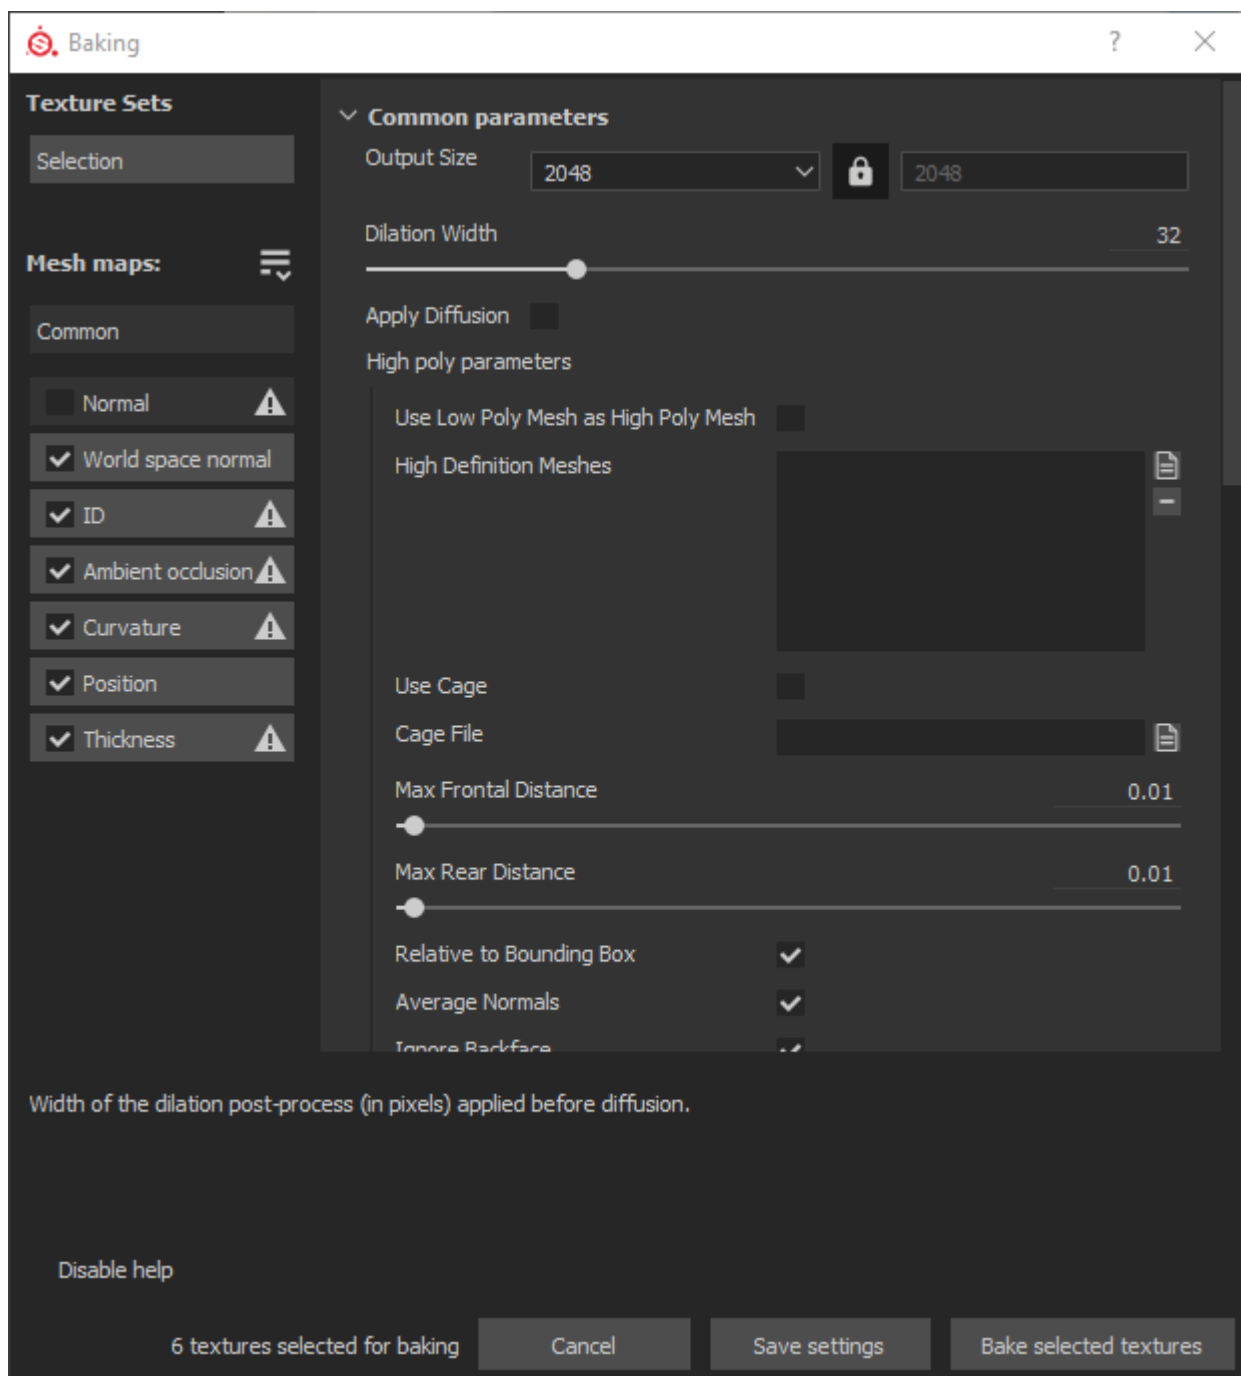 Baking
Texture Sets
Selection
Mesh maps:
Common
Normal
World space normal
ID
Ambient occlusion
Curvature
Position
Thickness
Common parameters
Output Size
2048
2048
Dilation Width
32
Apply Diffusion
High poly parameters
Use Low Poly Mesh as High Poly Mesh
High Definition Meshes
Use Cage
Cage File
Max Frontal Distance
0.01
Max Rear Distance
0.01
Relative to Bounding Box
Average Normals
Ignore Backface
Width of the dilation post-process (in pixels) applied before diffusion.
Disable help
6 textures selected for baking
Cancel
Save settings
Bake selected textures